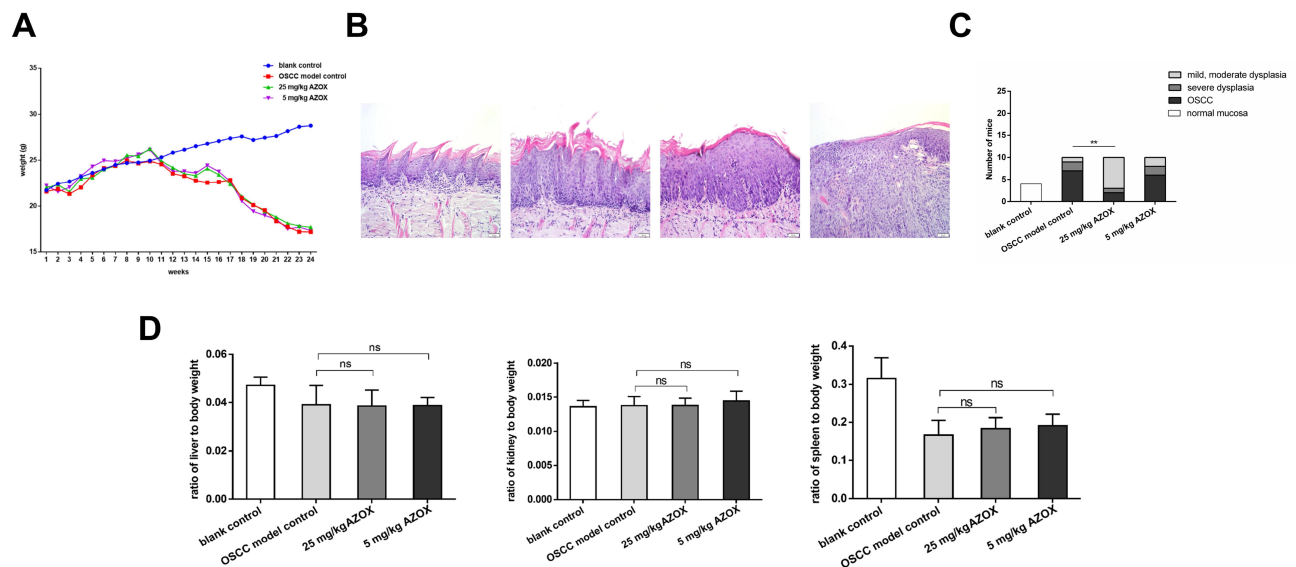 A
B
C
blank control
OSCC model control
25 mg/kg AZOX
5 mg/kg AZOX
35
30
25
20
15
weight (g)
1 2 3 4 5 6 7 8 9 10 11 12 13 14 15 16 17 18 19 20 21 22 23 24
weeks
mild, moderate dysplasia
severe dysplasia
OSCC
normal mucosa
25
20
15
10
5
0
Number of mice
**
blank control
OSCC model control
25 mg/kg AZOX
5 mg/kg AZOX
D
ratio of liver to body weight
0.06
0.04
0.02
0.00
ns
ns
blank control
OSCC model control
25 mg/kgAZOX
5 mg/kg AZOX
ratio of kidney to body weight
0.020
0.015
0.010
0.005
0.000
ns
ns
blank control
OSCC model control
25 mg/kgAZOX
5 mg/kg AZOX
ratio of spleen to body weight
0.4
0.3
0.2
0.1
0.0
ns
ns
blank control
OSCC model control
25 mg/kgAZOX
5 mg/kg AZOX